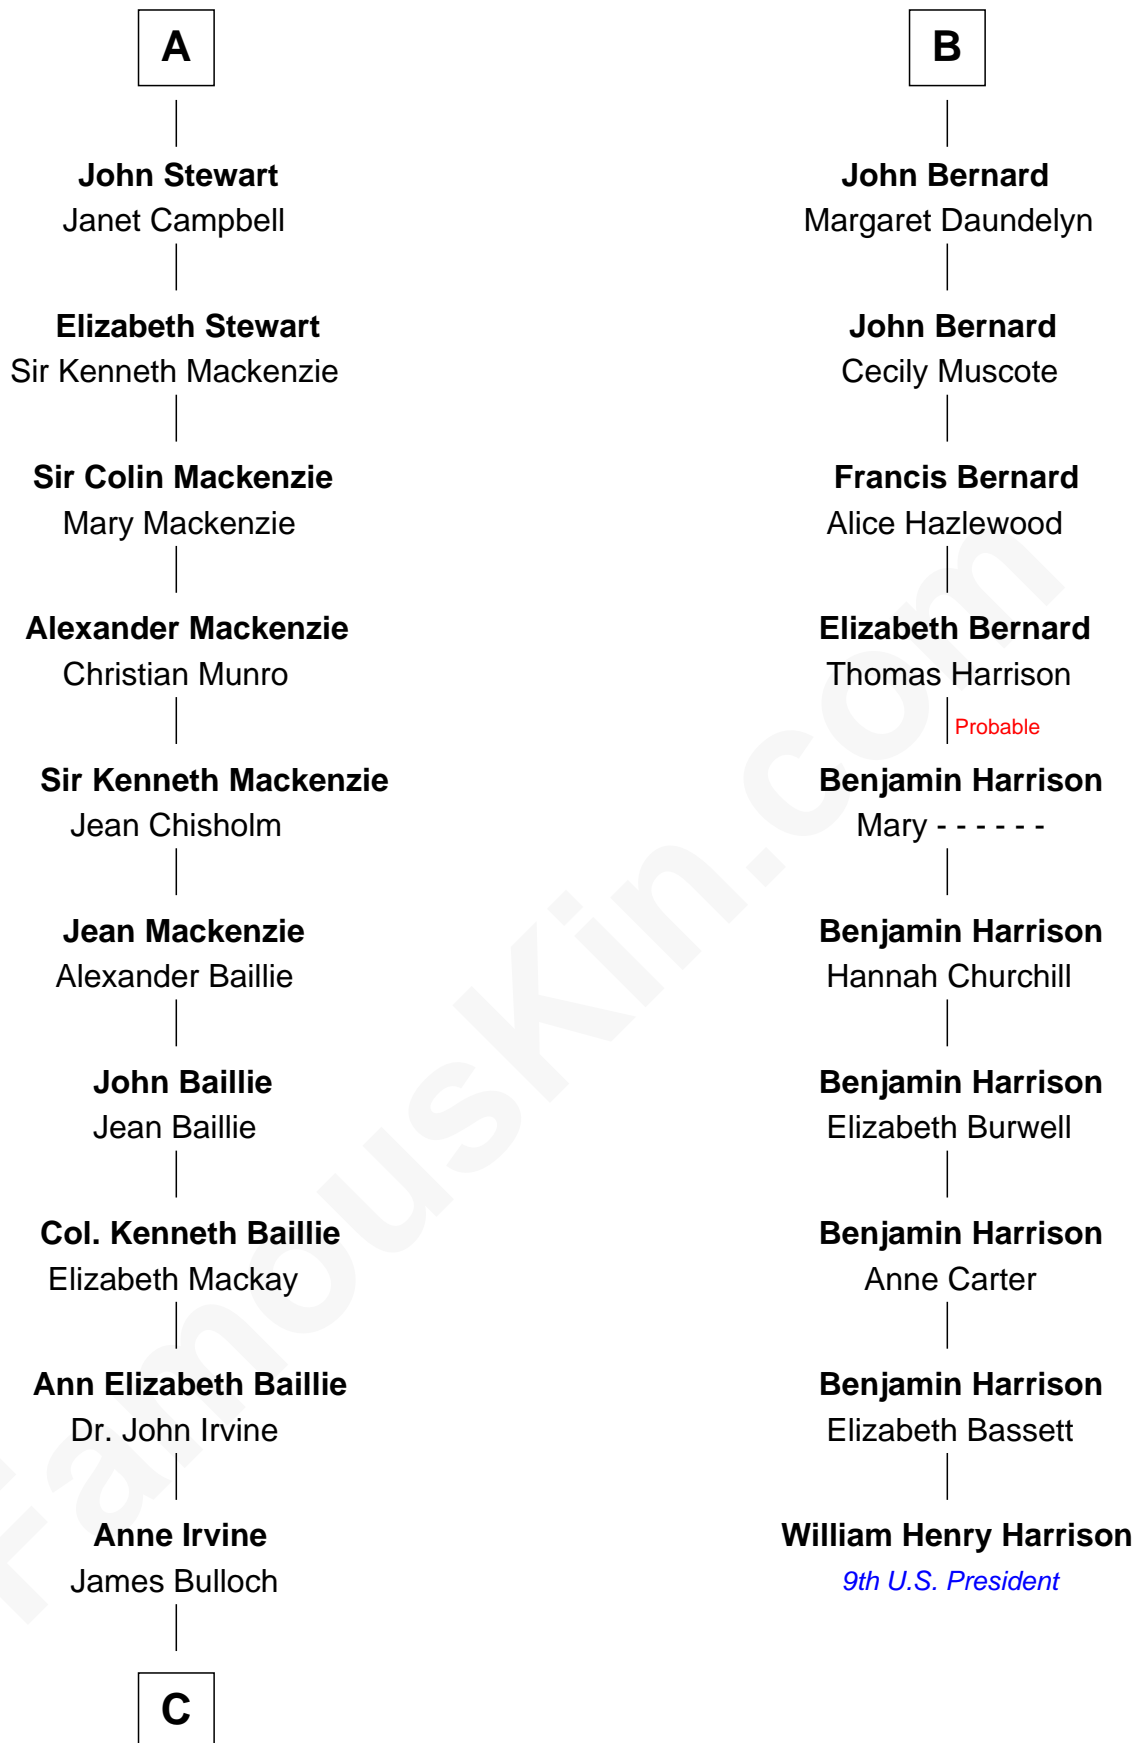 A
John Stewart
Janet Campbell
Elizabeth Stewart
Sir Kenneth Mackenzie
Sir Colin Mackenzie
Mary Mackenzie
Alexander Mackenzie
Christian Munro
Sir Kenneth Mackenzie
Jean Chisholm
Jean Mackenzie
Alexander Baillie
John Baillie
Jean Baillie
Col. Kenneth Baillie
Elizabeth Mackay
Ann Elizabeth Baillie
Dr. John Irvine
Anne Irvine
James Bulloch
C
B
John Bernard
Margaret Daundelyn
John Bernard
Cecily Muscote
Francis Bernard
Alice Hazlewood
Elizabeth Bernard
Thomas Harrison
Probable
Benjamin Harrison
Mary - - - - - -
Benjamin Harrison
Hannah Churchill
Benjamin Harrison
Elizabeth Burwell
Benjamin Harrison
Anne Carter
Benjamin Harrison
Elizabeth Bassett
William Henry Harrison
9th U.S. President
FamousKin.com